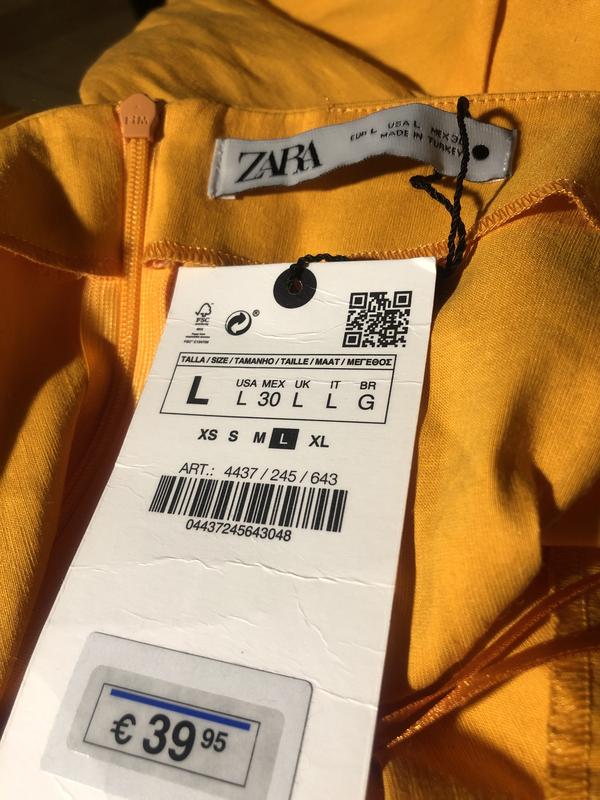 ZARA
EUR L USA L MEX 30
MADE IN TURKEY
FSC
TALLA / SIZE / TAMANHO / TAILLE / MAAT / ΜΕΓΕΘΟΣ
L
USA MEX UK IT BR
L 30 L L G
XS S M L XL
ART.: 4437 / 245 / 643
04437245643048
€ 39 95